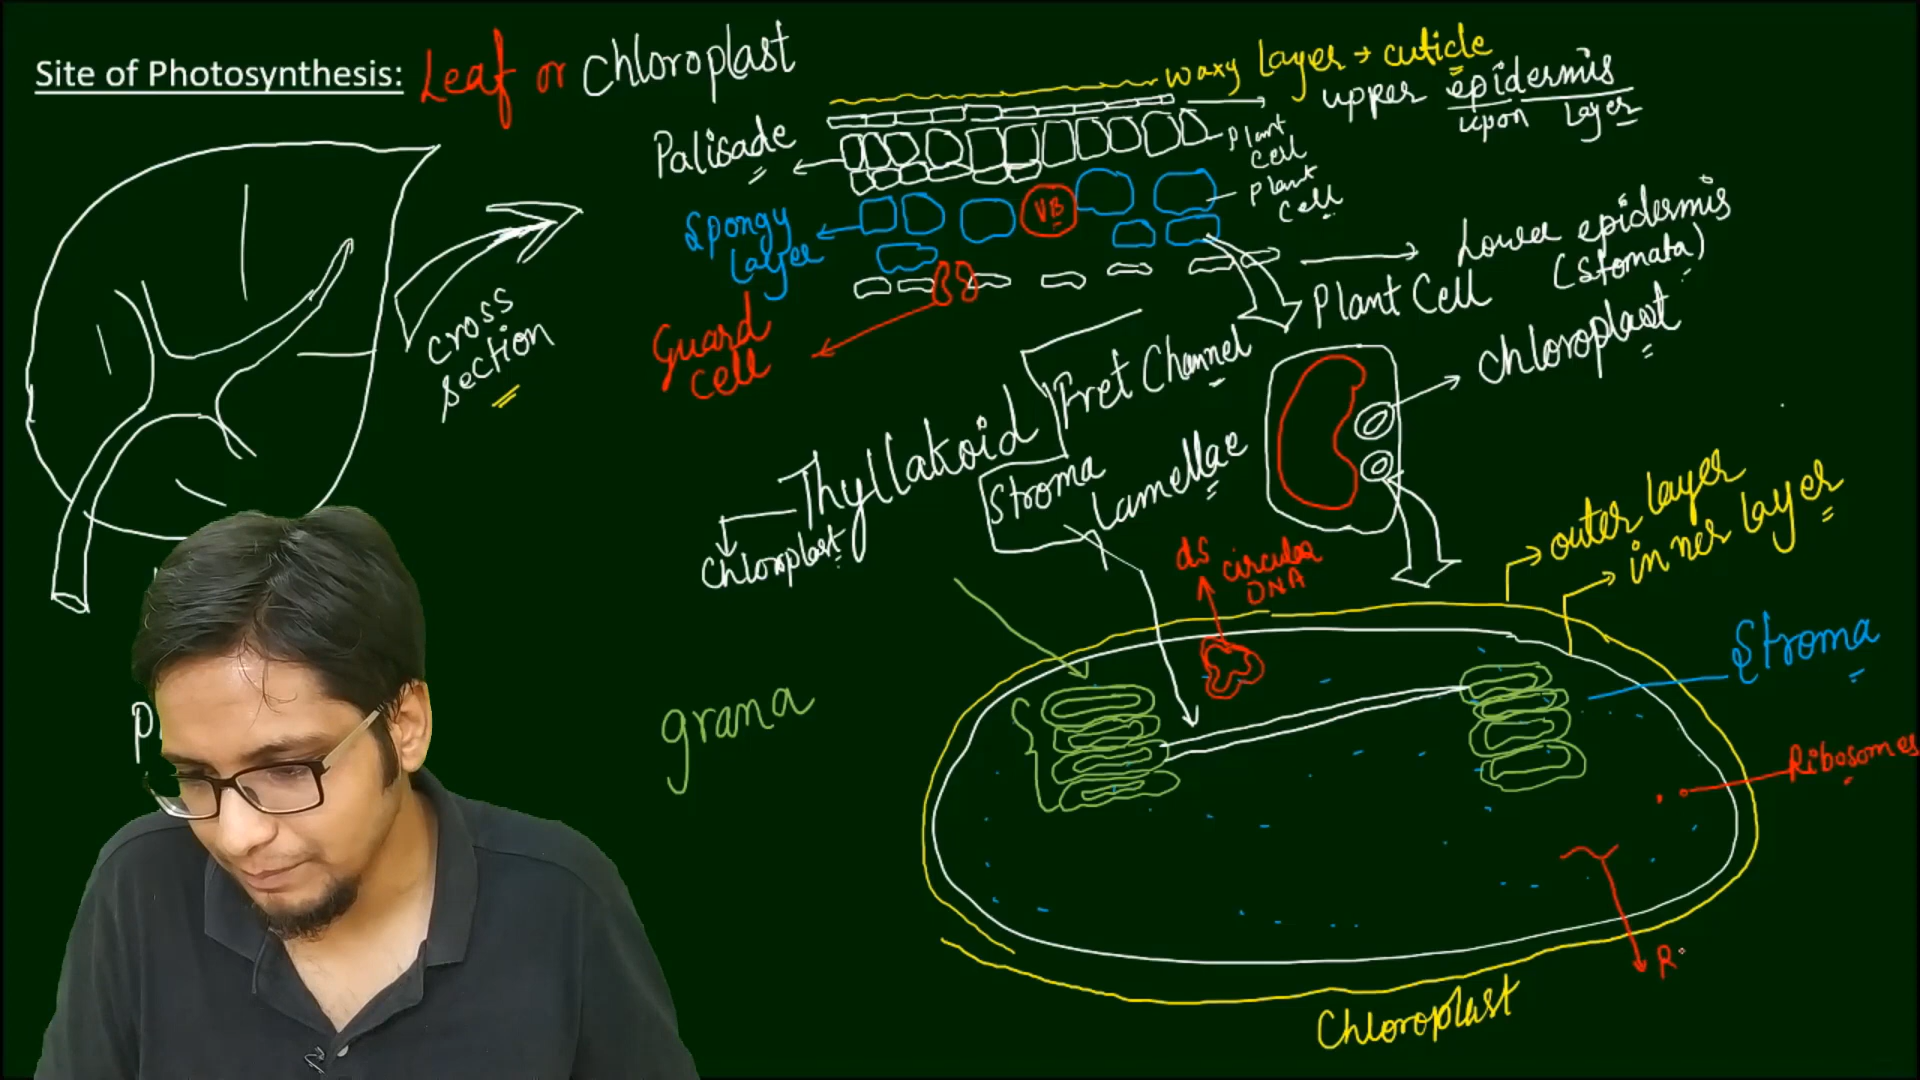 Site of Photosynthesis: Leaf or Chloroplast
waxy Layer → cuticle
upper epidermis
upon Layer
Palisade
Plant
Cell
Plant
Cell
Spongy
layer
VB
Lower epidermis
(Stomata)
cross
section
Guard
cell
Plant Cell
Chloroplast
Fret Channel
Thyllakoid
Stroma
Lamellae
Chloroplast
outer layer
inner layer
ds circular
DNA
Stroma
grana
Ribosomes
R
Chloroplast